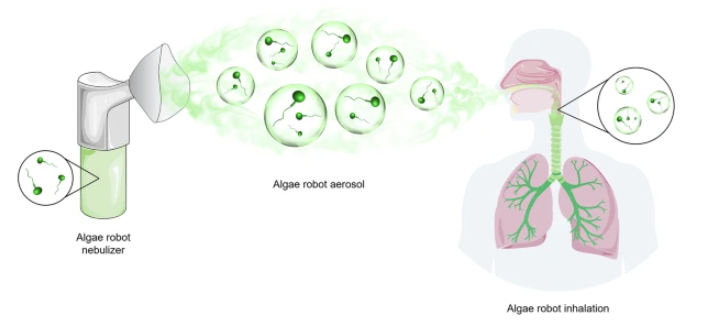 Algae robot aerosol
Algae robot
nebulizer
Algae robot inhalation